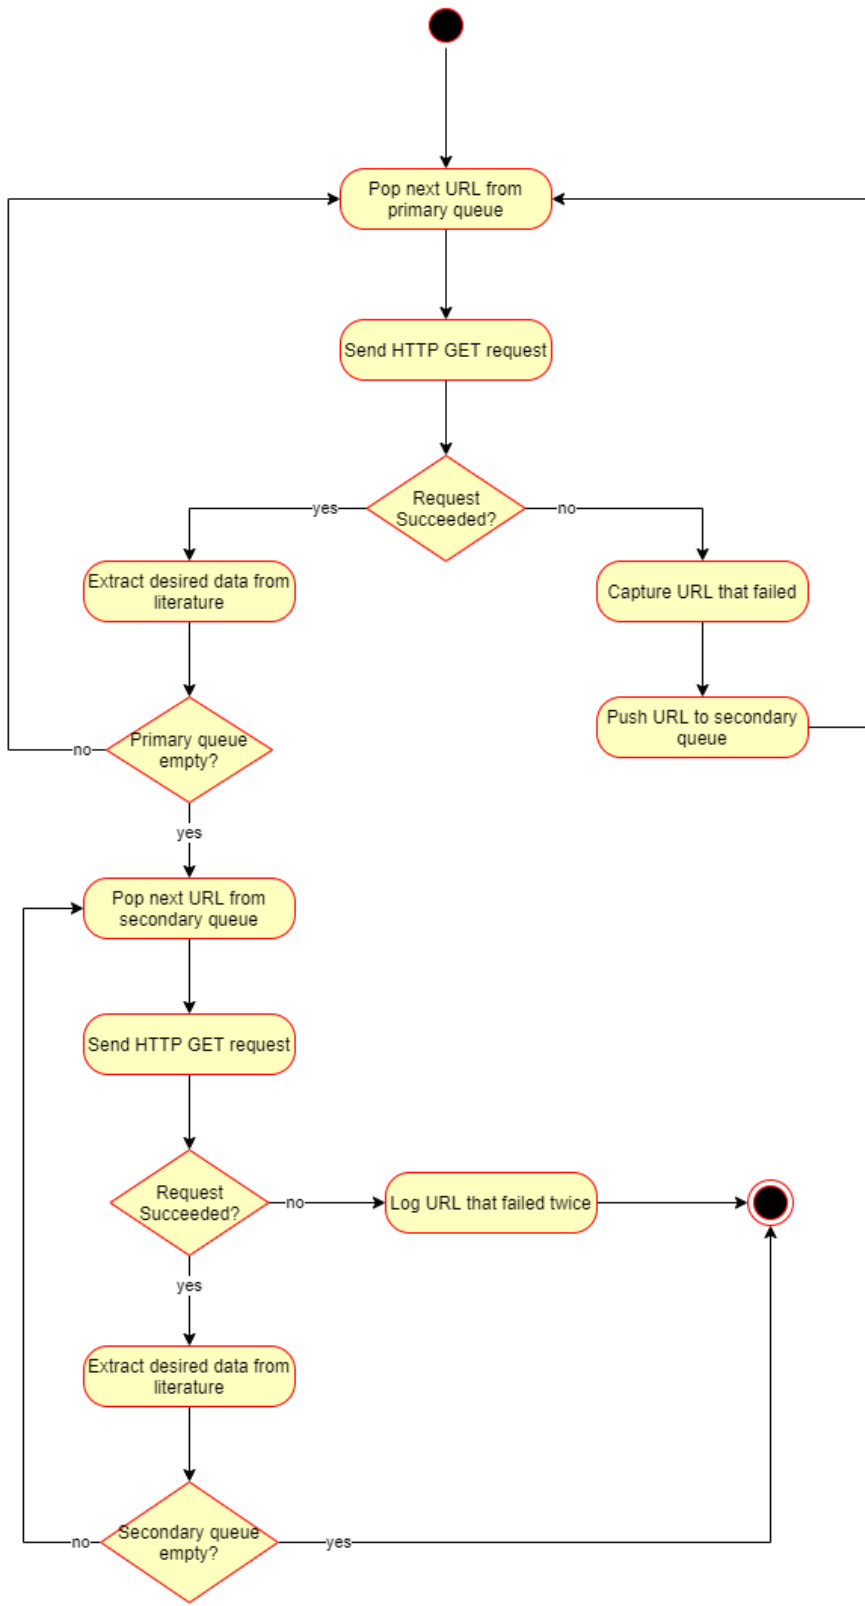 Pop next URL from
primary queue
Send HTTP GET request
Request
Succeeded?
yes
no
Extract desired data from
literature
Capture URL that failed
Primary queue
empty?
no
Push URL to secondary
queue
yes
Pop next URL from
secondary queue
Send HTTP GET request
Request
Succeeded?
no
Log URL that failed twice
yes
Extract desired data from
literature
Secondary queue
empty?
no
yes